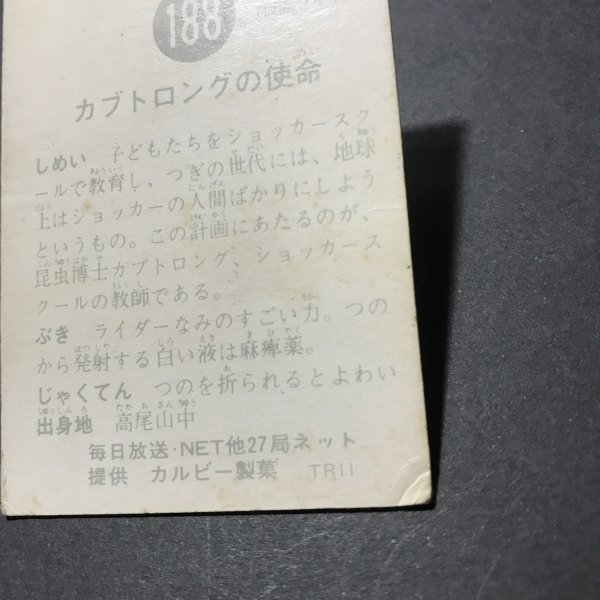 188
カブトロングの使命
しめい 子どもたちをショッカースク
ールで教育し、つぎの世代には、地球
上はショッカーの人間ばかりにしよう
というもの。この計画にあたるのが、
昆虫博士カブトロング、ショッカース
クールの教師である。
ぶき ライダーなみのすごい力。つの
から発射する白い液は麻痺薬。
じゃくてん つのを折られるとよわい
出身地 高尾山中
毎日放送・NET他27局ネット
提供 カルビー製菓 TR11